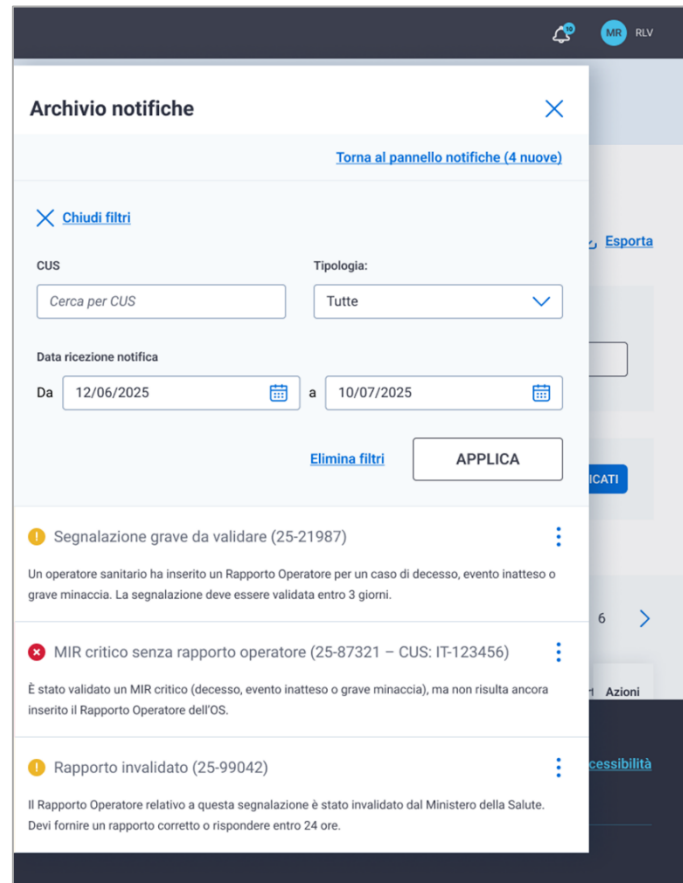 10
MR
RLV
Archivio notifiche
Torna al pannello notifiche (4 nuove)
Chiudi filtri
Esporta
CUS
Tipologia:
Cerca per CUS
Tutte
Data ricezione notifica
Da
12/06/2025
a
10/07/2025
Elimina filtri
APPLICA
ICATI
Segnalazione grave da validare (25-21987)
Un operatore sanitario ha inserito un Rapporto Operatore per un caso di decesso, evento inatteso o
grave minaccia. La segnalazione deve essere validata entro 3 giorni.
6
MIR critico senza rapporto operatore (25-87321 – CUS: IT-123456)
È stato validato un MIR critico (decesso, evento inatteso o grave minaccia), ma non risulta ancora
inserito il Rapporto Operatore dell'OS.
Azioni
Rapporto invalidato (25-99042)
cessibilità
Il Rapporto Operatore relativo a questa segnalazione è stato invalidato dal Ministero della Salute.
Devi fornire un rapporto corretto o rispondere entro 24 ore.